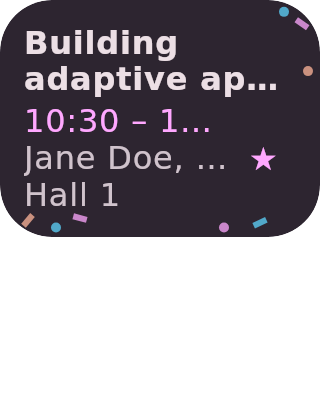 Building
adaptive ap…
10:30 – 1…
Jane Doe, …
Hall 1